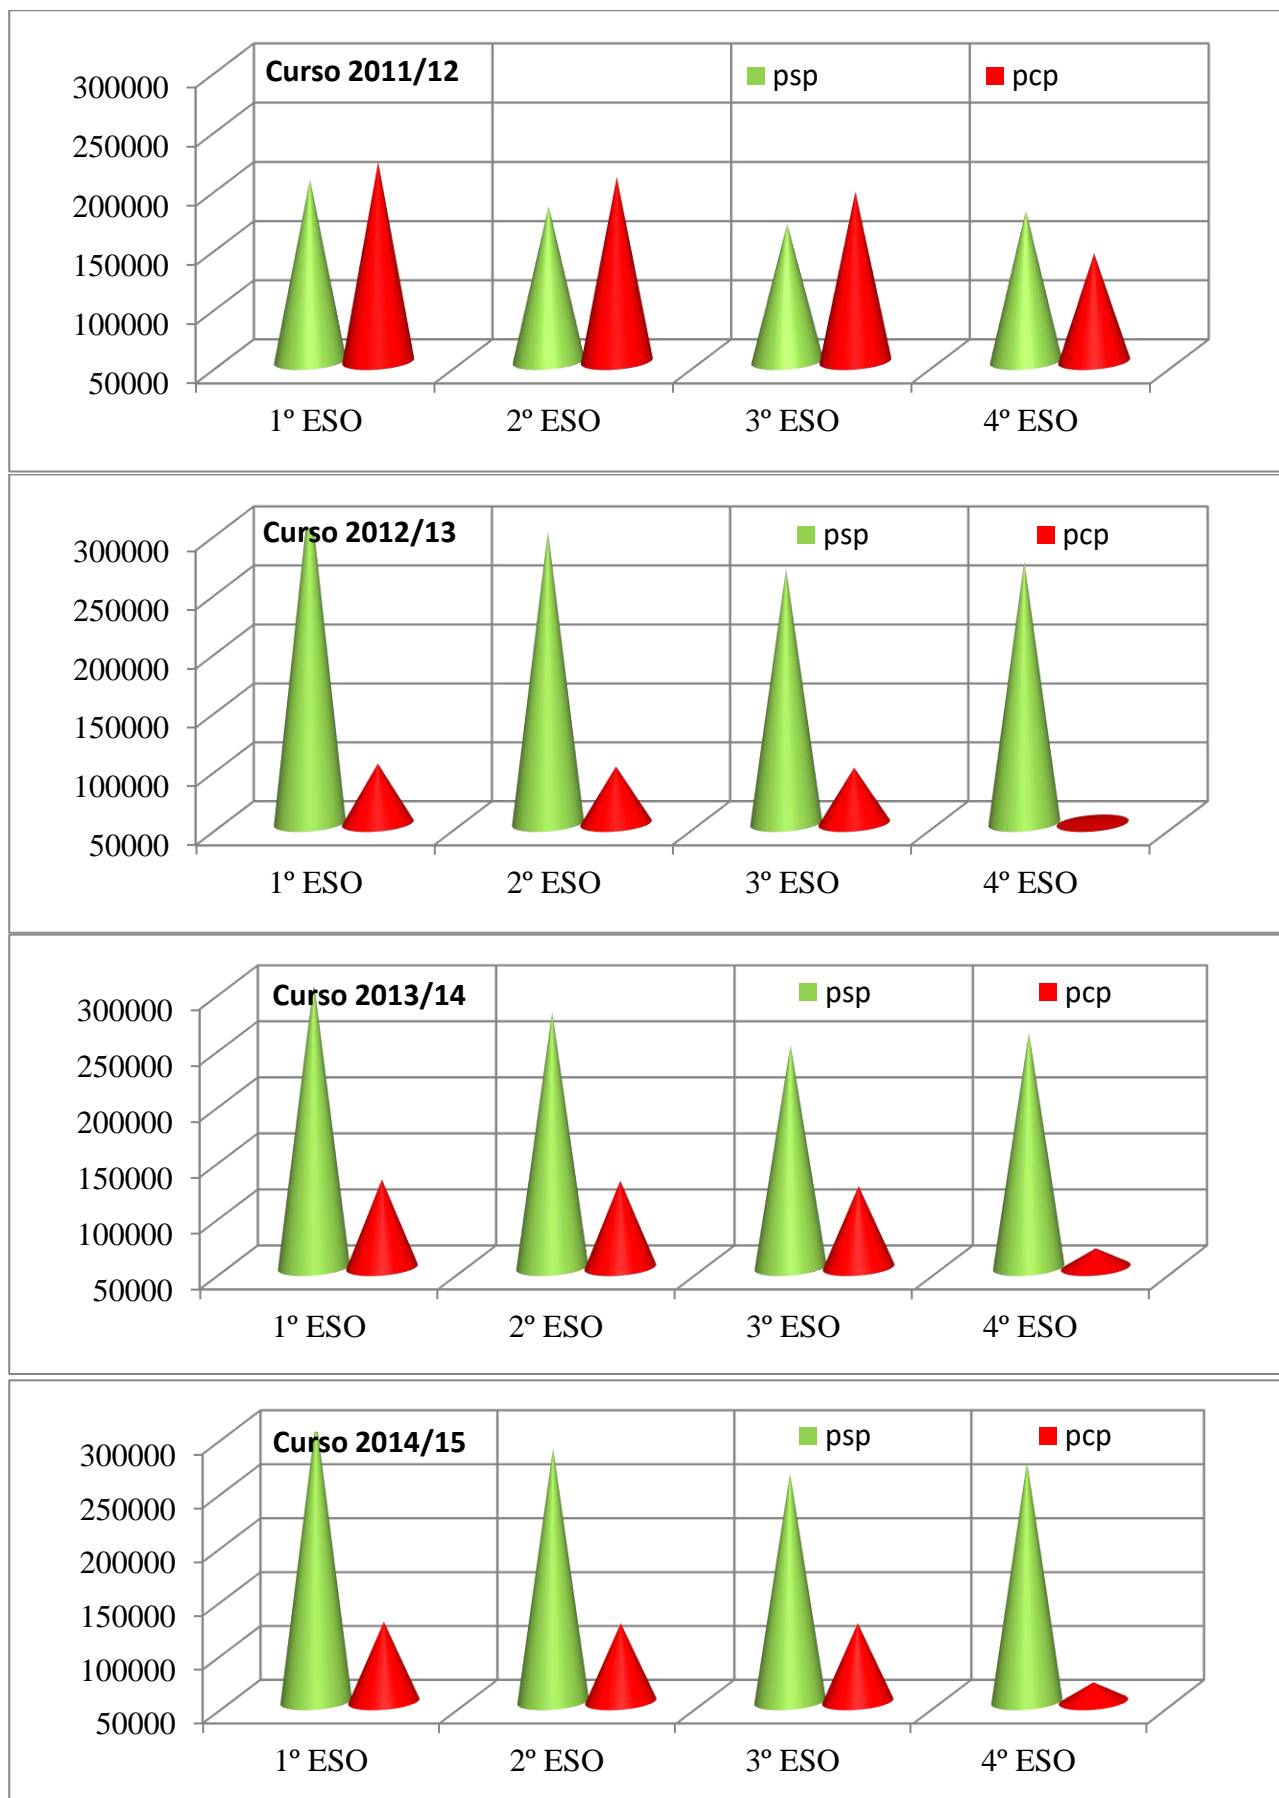 Curso 2011/12
psp
pcp
300000
250000
200000
150000
100000
50000
1º ESO
2º ESO
3º ESO
4º ESO
Curso 2012/13
psp
pcp
300000
250000
200000
150000
100000
50000
1º ESO
2º ESO
3º ESO
4º ESO
Curso 2013/14
psp
pcp
300000
250000
200000
150000
100000
50000
1º ESO
2º ESO
3º ESO
4º ESO
Curso 2014/15
psp
pcp
300000
250000
200000
150000
100000
50000
1º ESO
2º ESO
3º ESO
4º ESO